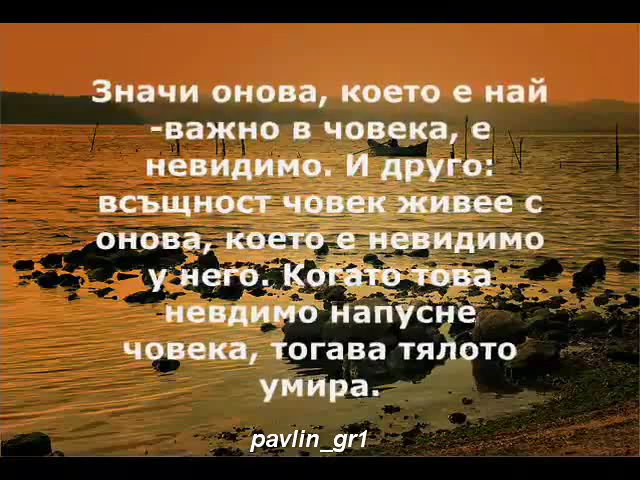 Значи онова, което е най
-важно в човека, е
невидимо. И друго:
всъщност човек живее с
онова, което е невидимо
у него. Когато това
невдимо напусне
човека, тогава тялото
умира.
pavlin_gr1